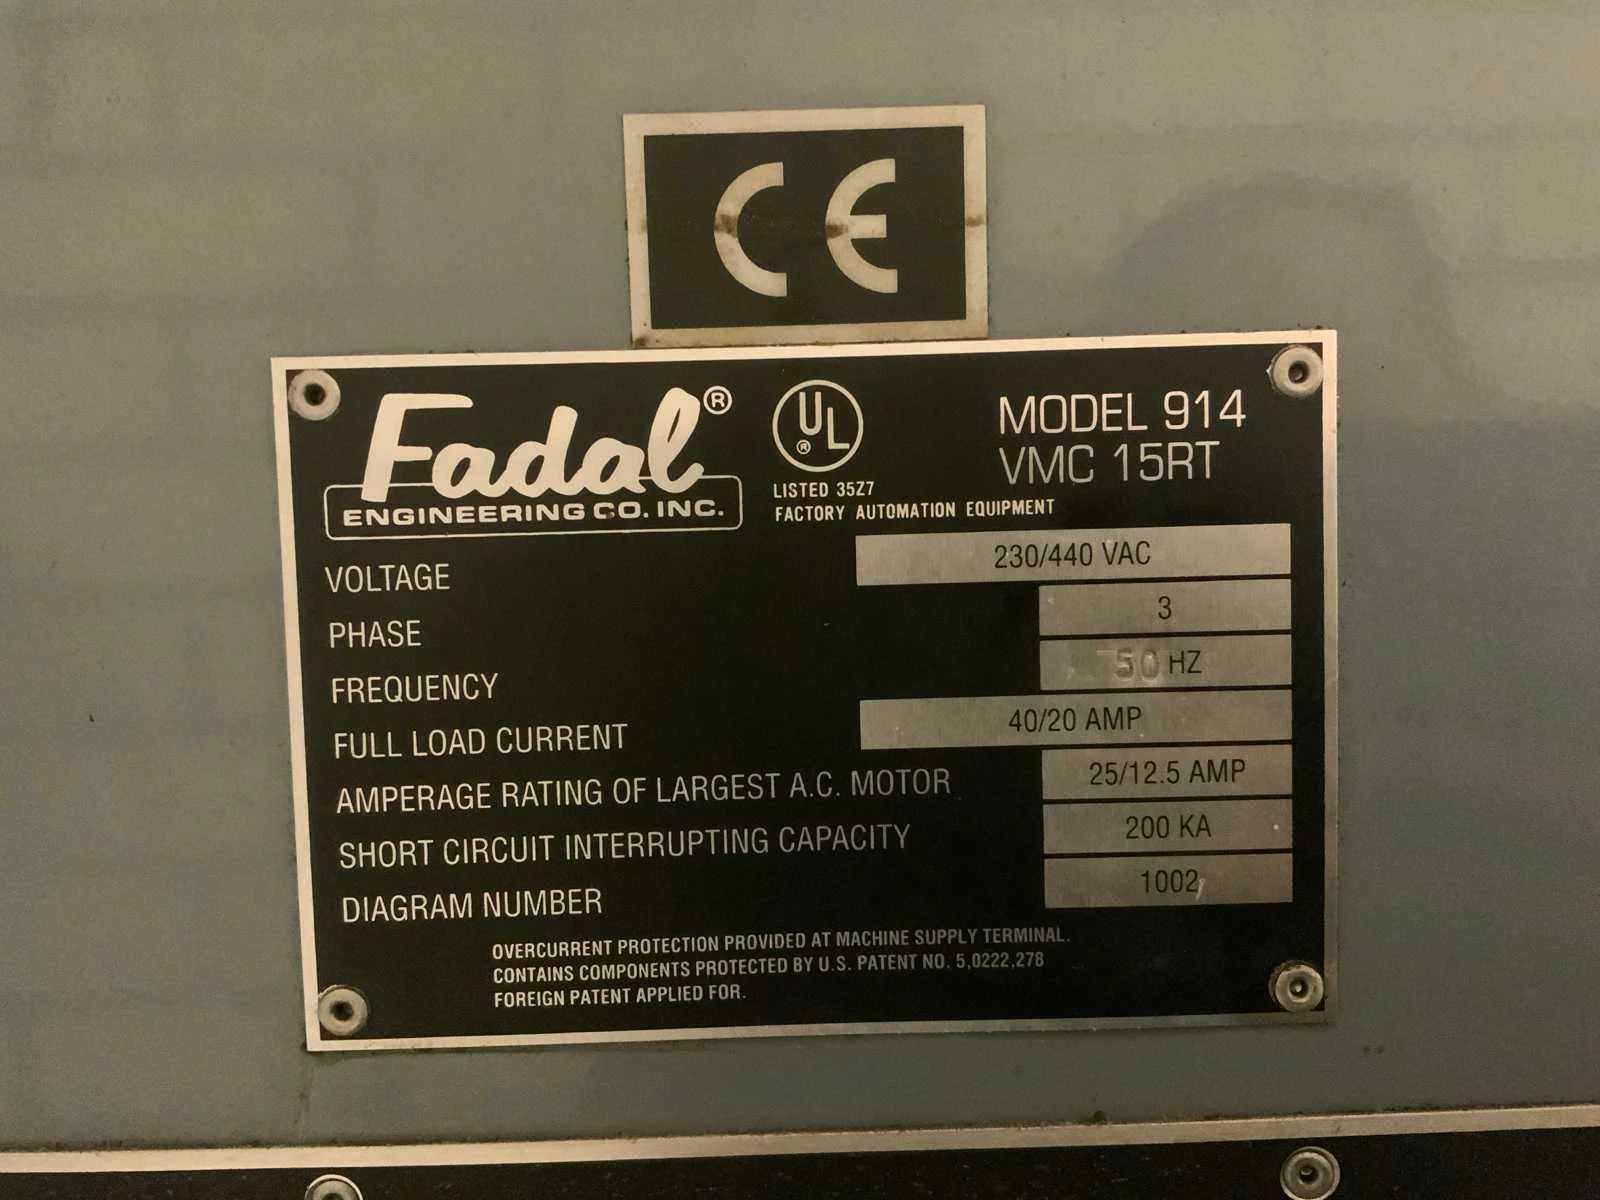 CE
Fadal®
ENGINEERING CO. INC.
UL®
LISTED 35Z7
FACTORY AUTOMATION EQUIPMENT
MODEL 914
VMC 15RT
VOLTAGE 230/440 VAC
PHASE 3
FREQUENCY 50 HZ
FULL LOAD CURRENT 40/20 AMP
AMPERAGE RATING OF LARGEST A.C. MOTOR 25/12.5 AMP
SHORT CIRCUIT INTERRUPTING CAPACITY 200 KA
DIAGRAM NUMBER 1002
OVERCURRENT PROTECTION PROVIDED AT MACHINE SUPPLY TERMINAL.
CONTAINS COMPONENTS PROTECTED BY U.S. PATENT NO. 5,0222,278
FOREIGN PATENT APPLIED FOR.